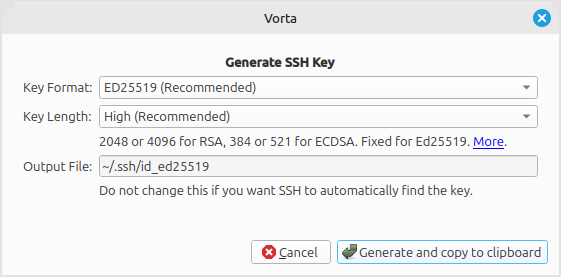 Vorta
Generate SSH Key
Key Format: ED25519 (Recommended)
Key Length: High (Recommended)
2048 or 4096 for RSA, 384 or 521 for ECDSA. Fixed for Ed25519. More.
Output File: ~/.ssh/id_ed25519
Do not change this if you want SSH to automatically find the key.
Cancel Generate and copy to clipboard